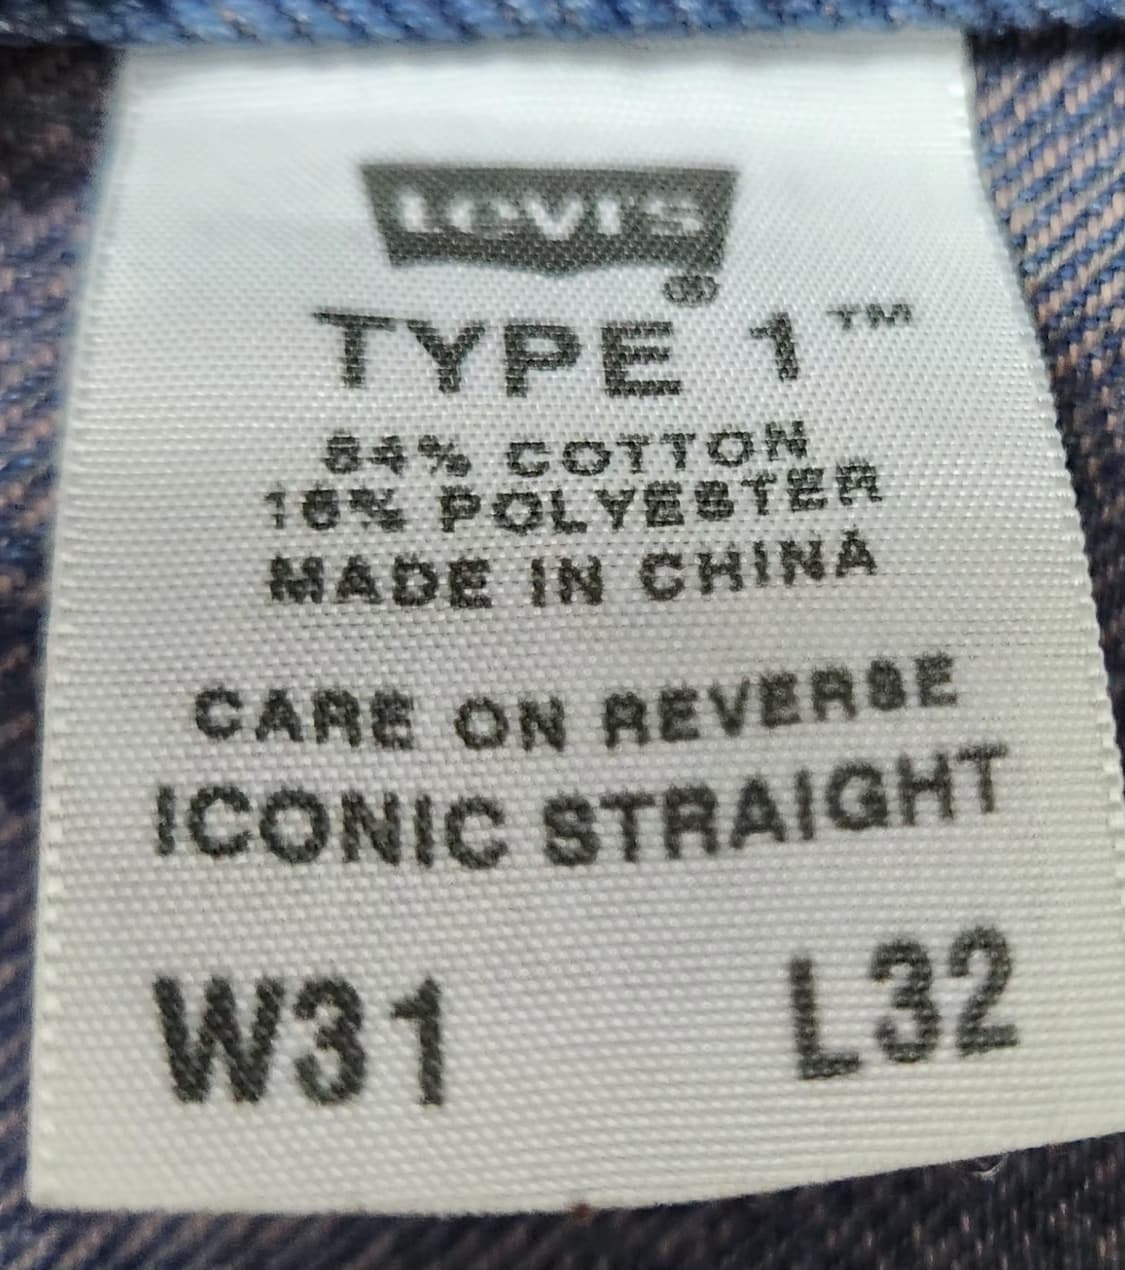 Levi's
®
TYPE 1™
84% COTTON
16% POLYESTER
MADE IN CHINA
CARE ON REVERSE
ICONIC STRAIGHT
W31 L32